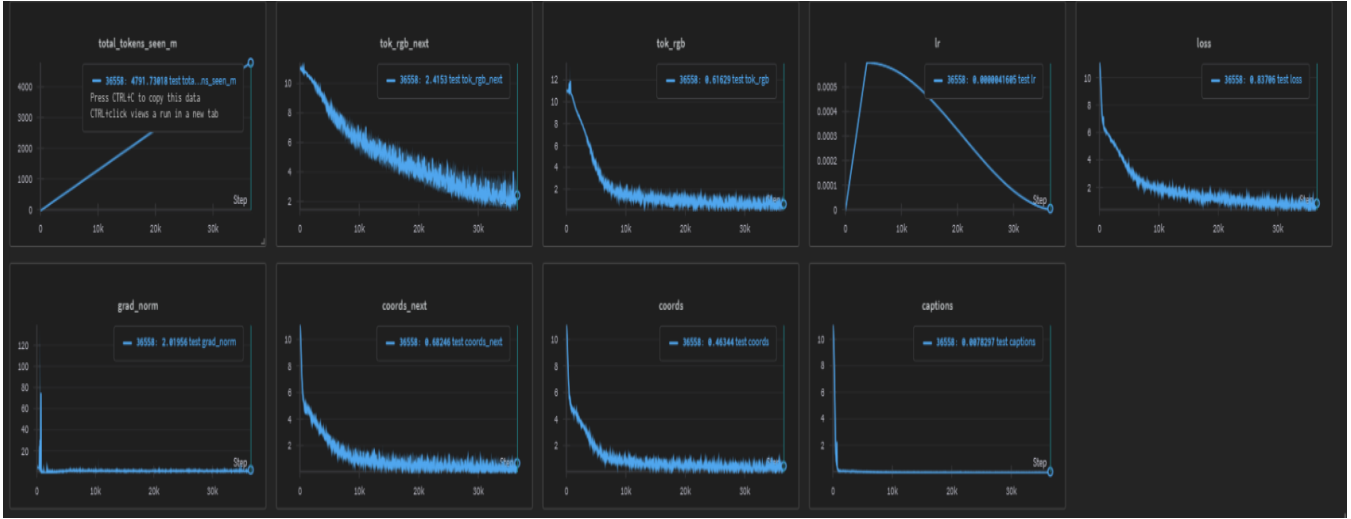 total_tokens_seen_m
36558: 4791.73018 test tota...ns_seen_m
Press CTRL+C to copy this data
CTRL+click views a run in a new tab
4000
3000
2000
1000
0
Step
0 10k 20k 30k
tok_rgb_next
36558: 2.4153 test tok_rgb_next
10
8
6
4
2
Step
0 10k 20k 30k
tok_rgb
36558: 0.61629 test tok_rgb
12
10
8
6
4
2
Step
0 10k 20k 30k
lr
36558: 0.0000041605 test lr
0.0005
0.0004
0.0003
0.0002
0.0001
0
Step
0 10k 20k 30k
loss
36558: 0.83706 test loss
10
8
6
4
2
Step
0 10k 20k 30k
grad_norm
36558: 2.01956 test grad_norm
120
100
80
60
40
20
Step
0 10k 20k 30k
coords_next
36558: 0.68246 test coords_next
10
8
6
4
2
Step
0 10k 20k 30k
coords
36558: 0.46344 test coords
10
8
6
4
2
Step
0 10k 20k 30k
captions
36558: 0.0078297 test captions
10
8
6
4
2
Step
0 10k 20k 30k